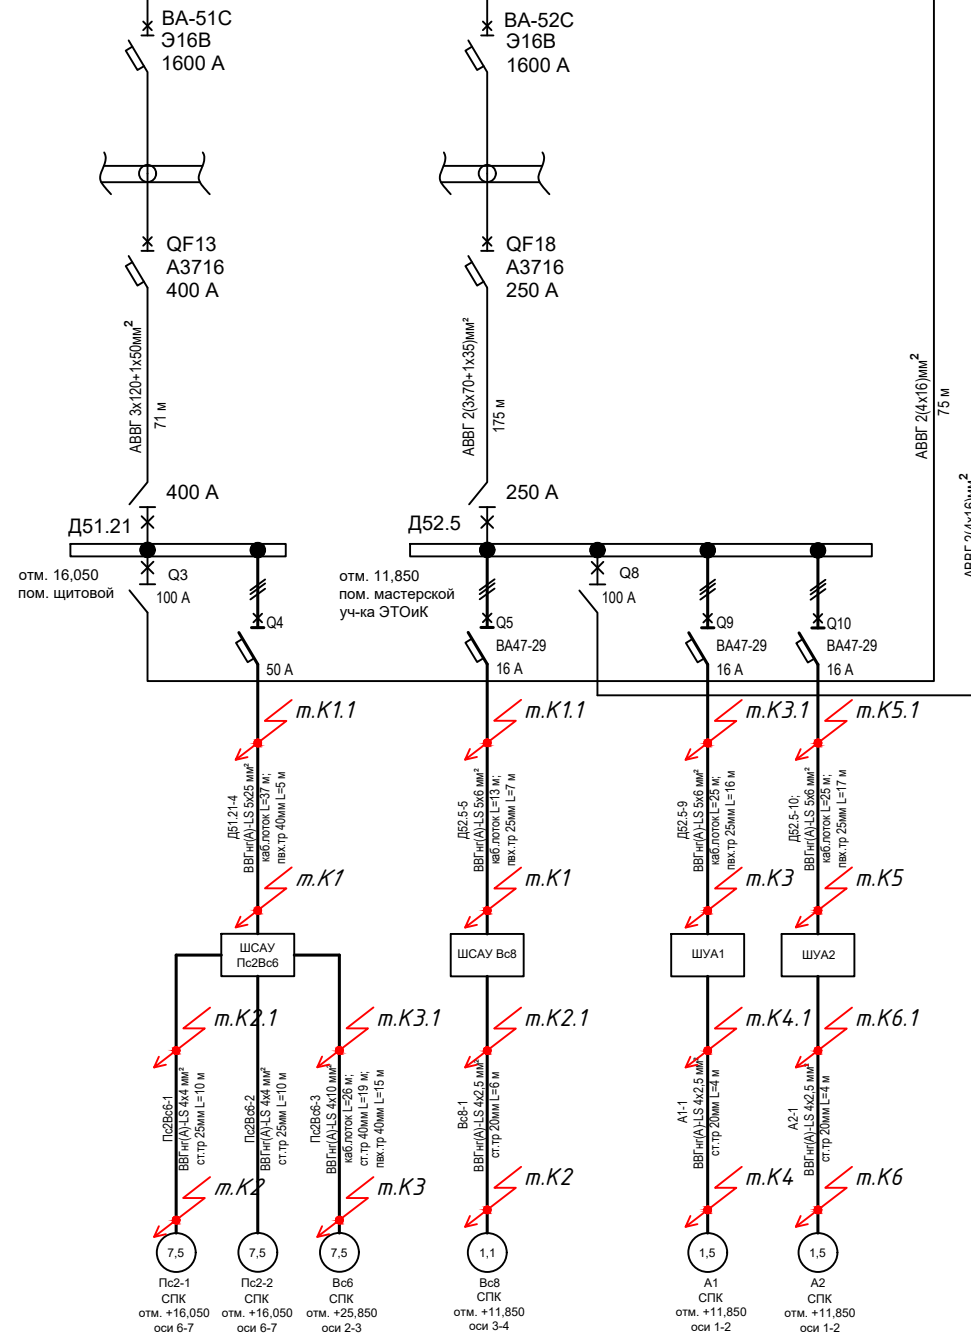 ВА-51С
Э16В
1600 А
ВА-52С
Э16В
1600 А
QF13
А3716
400 А
QF18
А3716
250 А
АВВГ 3х120+1х50мм²
71 м
АВВГ 2(3х70+1х35)мм²
175 м
АВВГ 2(4х16)мм²
75 м
АВВГ 2(4х16)мм²
400 А
250 А
Д51.21
Д52.5
отм. 16,050
пом. щитовой
Q3
100 А
Q4
50 А
отм. 11,850
пом. мастерской
уч-ка ЭТОиК
Q5
ВА47-29
16 А
Q8
100 А
Q9
ВА47-29
16 А
Q10
ВА47-29
16 А
т.К1.1
т.К1.1
т.К3.1
т.К5.1
Д51.21-4
ВВГнг(А)-LS 5х25 мм²
каб.лоток L=37 м;
пвх.тр 40мм L=5 м
Д52.5-5
ВВГнг(А)-LS 5х6 мм²
каб.лоток L=13 м;
пвх.тр 25мм L=7 м
Д52.5-9
ВВГнг(А)-LS 5х6 мм²
каб.лоток L=25 м;
пвх.тр 25мм L=16 м
Д52.5-10;
ВВГнг(А)-LS 5х6 мм²
каб.лоток L=25 м;
пвх.тр 25мм L=17 м
т.К1
т.К1
т.К3
т.К5
ШСАУ
Пс2Вс6
ШСАУ Вс8
ШУА1
ШУА2
т.К2.1
т.К3.1
т.К2.1
т.К4.1
т.К6.1
Пс2Вс6-1
ВВГнг(А)-LS 4х4 мм²
ст.тр 25мм L=10 м
Пс2Вс6-2
ВВГнг(А)-LS 4х4 мм²
ст.тр 25мм L=10 м
Пс2Вс6-3
ВВГнг(А)-LS 4х10 мм²
каб.лоток L=26 м;
ст.тр 40мм L=19 м;
пвх.тр 40мм L=15 м
Вс8-1
ВВГнг(А)-LS 4х2,5 мм²
ст.тр 20мм L=6 м
А1-1
ВВГнг(А)-LS 4х2,5 мм²
ст.тр 20мм L=4 м
А2-1
ВВГнг(А)-LS 4х2,5 мм²
ст.тр 20мм L=4 м
т.К2
т.К3
т.К2
т.К4
т.К6
7,5
Пс2-1
СПК
отм. +16,050
оси 6-7
7,5
Пс2-2
СПК
отм. +16,050
оси 6-7
7,5
Вс6
СПК
отм. +25,850
оси 2-3
1,1
Вс8
СПК
отм. +11,850
оси 3-4
1,5
А1
СПК
отм. +11,850
оси 1-2
1,5
А2
СПК
отм. +11,850
оси 1-2